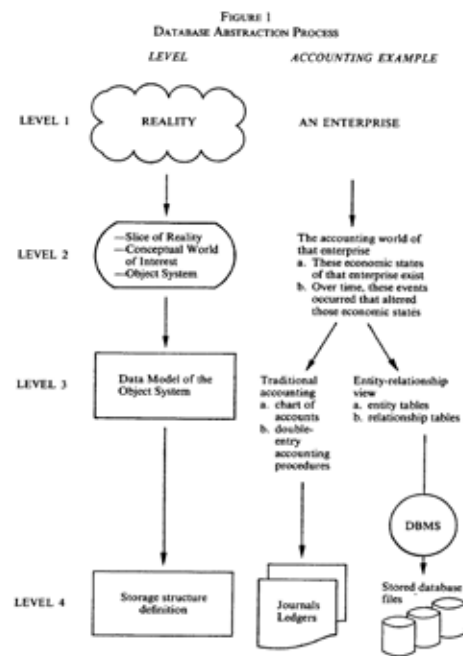 FIGURE 1
DATABASE ABSTRACTION PROCESS
LEVEL
ACCOUNTING EXAMPLE
LEVEL 1
REALITY
AN ENTERPRISE
LEVEL 2
—Slice of Reality
—Conceptual World
of Interest
—Object System
The accounting world of
that enterprise
a. These economic states
of that enterprise exist
b. Over time, these events
occurred that altered
those economic states
LEVEL 3
Data Model of the
Object System
Traditional
accounting
a. chart of
accounts
b. double-
entry
accounting
procedures
Entity-relationship
view
a. entity tables
b. relationship tables
DBMS
LEVEL 4
Storage structure
definition
Journals
Ledgers
Stored database
files